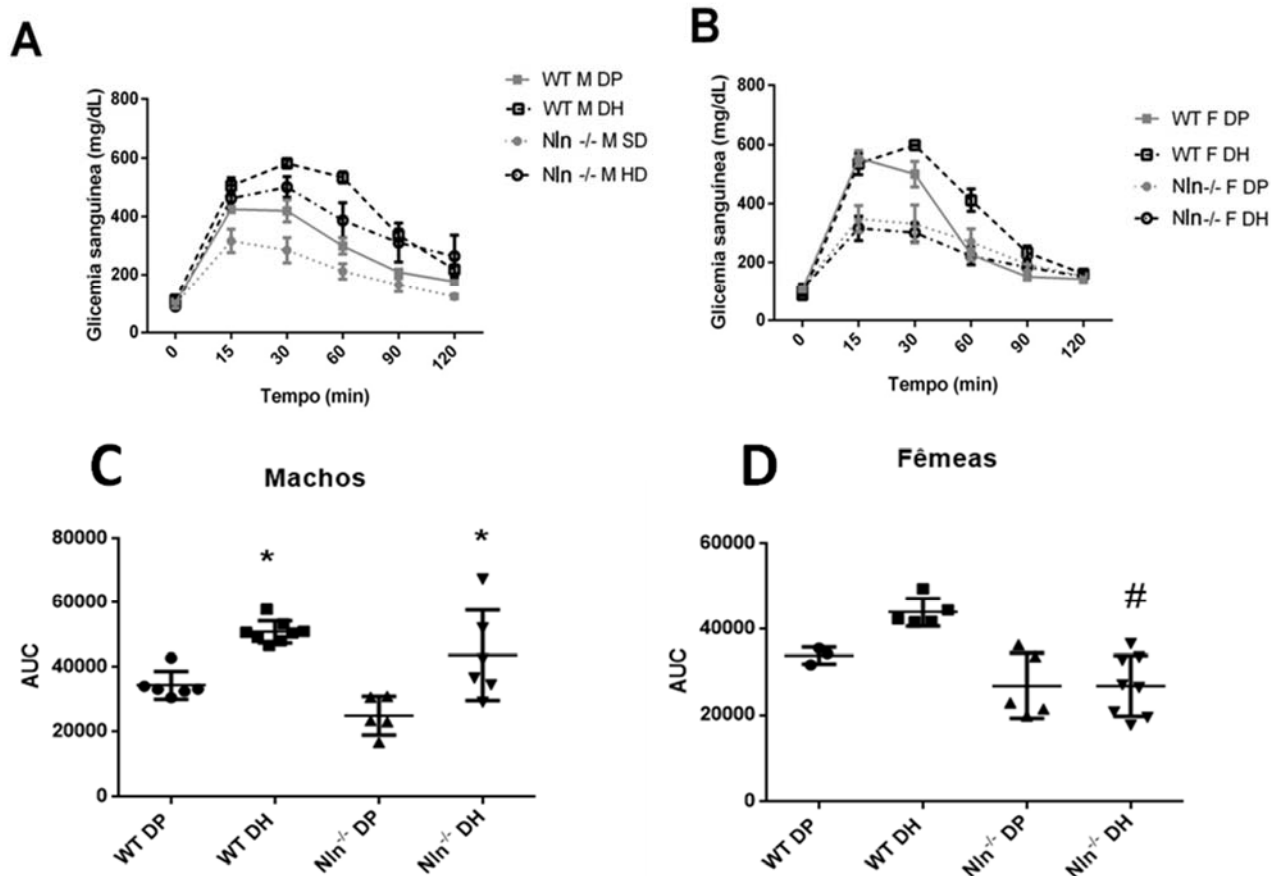 A
Glicemia sanguínea (mg/dL)
800
600
400
200
0
0 15 30 60 90 120
Tempo (min)
WT M DP
WT M DH
Nln -/- M SD
Nln -/- M HD
B
Glicemia sanguínea (mg/dL)
800
600
400
200
0
0 15 30 60 90 120
Tempo (min)
WT F DP
WT F DH
Nln-/- F DP
Nln-/- F DH
C
Machos
AUC
80000
60000
40000
20000
0
*
*
WT DP
WT DH
Nln-/- DP
Nln-/- DH
D
Fêmeas
AUC
60000
40000
20000
0
#
WT DP
WT DH
Nln-/- DP
Nln-/- DH